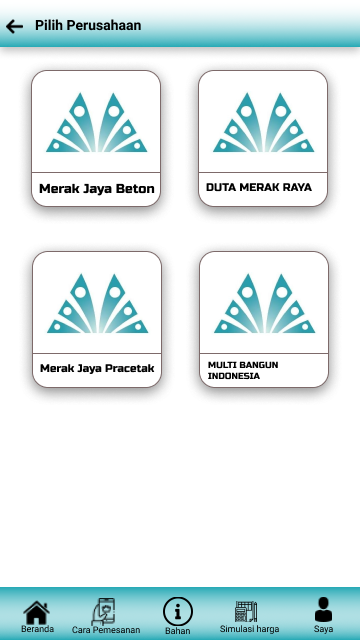 Pilih Perusahaan
Merak Jaya Beton
DUTA MERAK RAYA
Merak Jaya Pracetak
MULTI BANGUN
INDONESIA
Beranda
Cara Pemesanan
Bahan
Simulasi harga
Saya